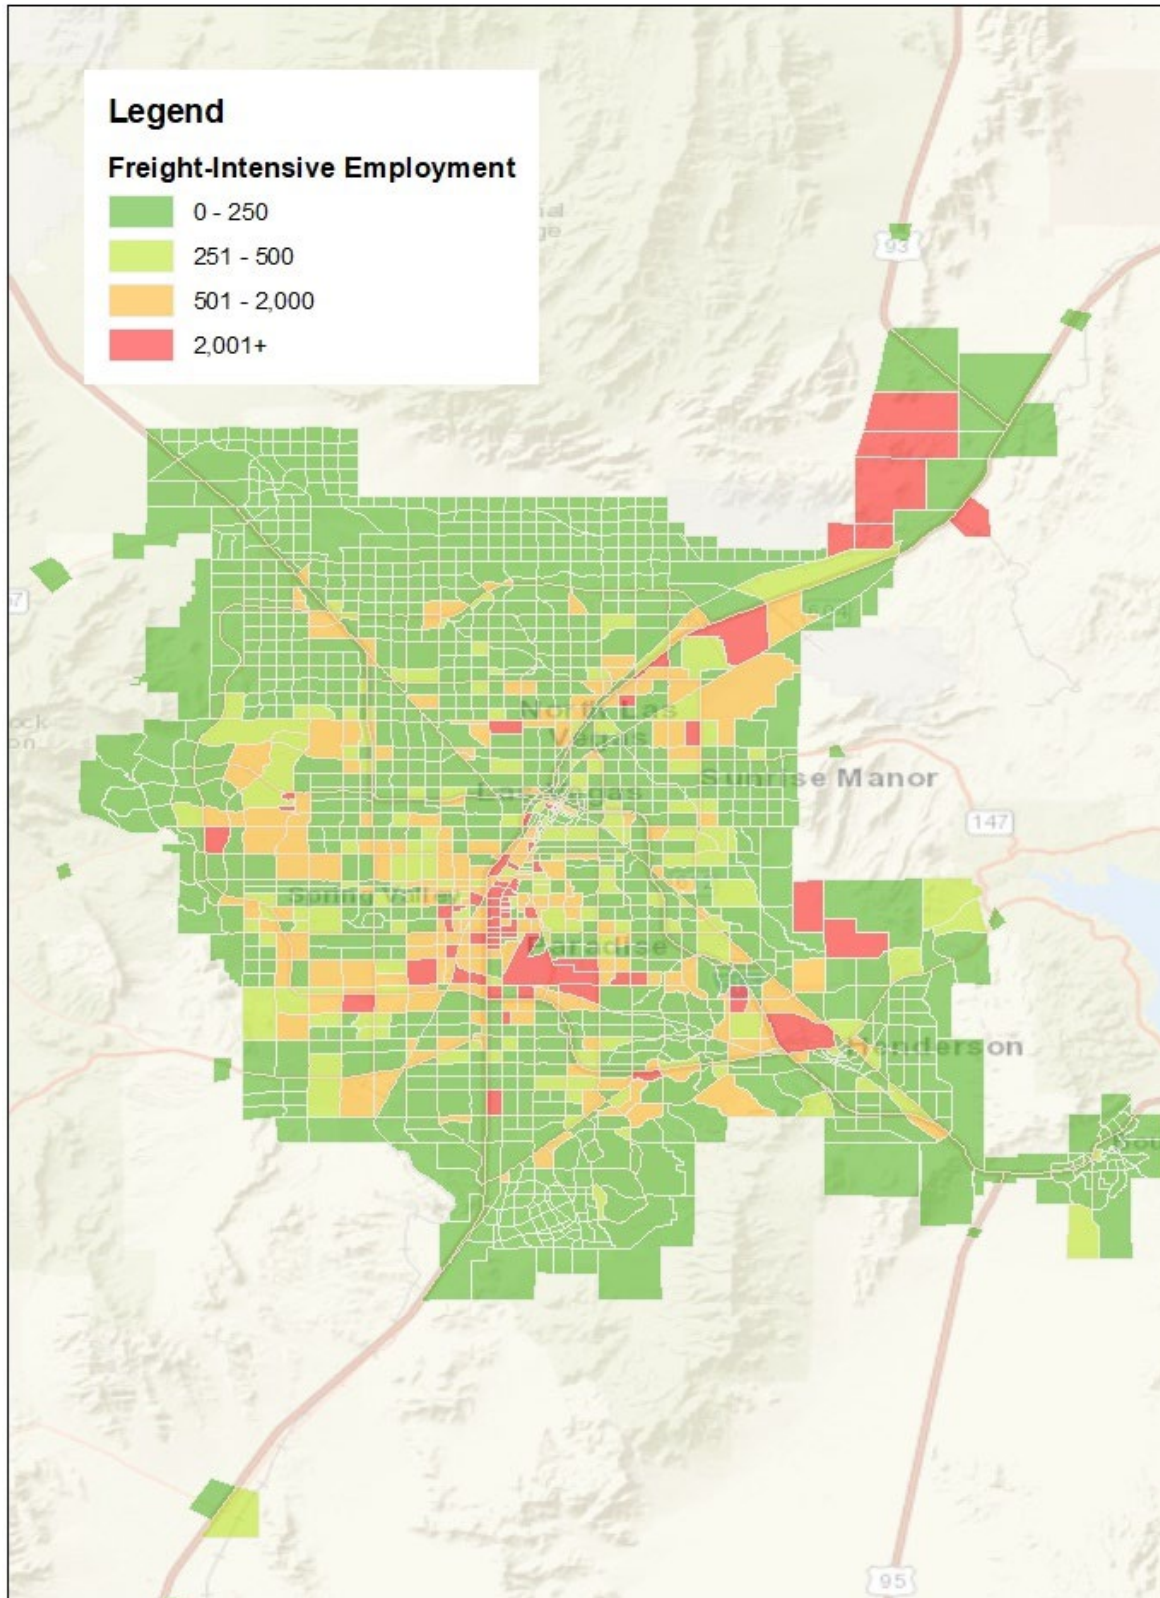 Legend
Freight-Intensive Employment
0 - 250
251 - 500
501 - 2,000
2,001+
93
North Las
Vegas
Las Vegas
Sunrise Manor
147
Spring Valley
Paradise
Henderson
95